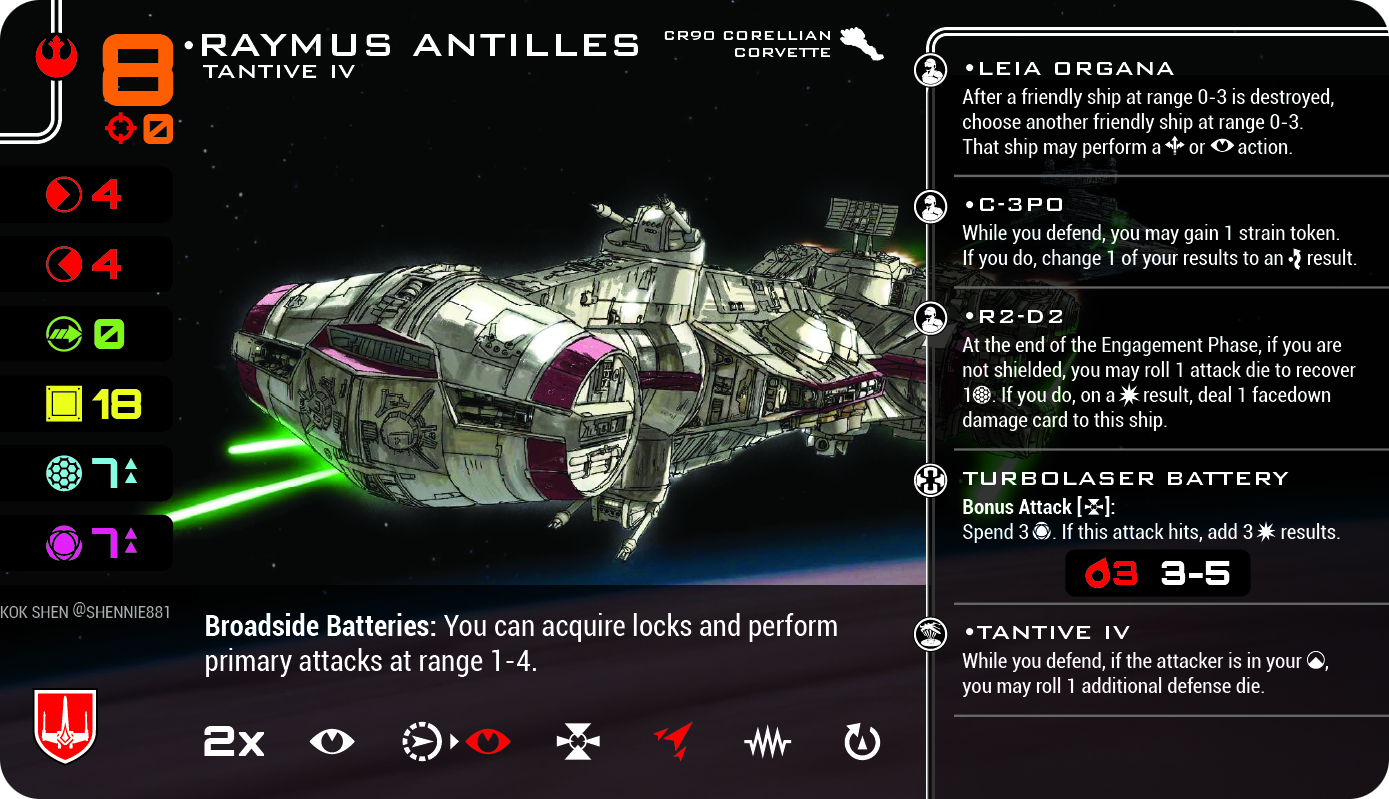 8
•RAYMUS ANTILLES
TANTIVE IV
CR90 CORELLIAN
CORVETTE
0
4
4
0
18
7
7
KOK SHEN @SHENNIE881
Broadside Batteries: You can acquire locks and perform
primary attacks at range 1-4.
2x
•LEIA ORGANA
After a friendly ship at range 0-3 is destroyed,
choose another friendly ship at range 0-3.
That ship may perform a or action.
•C-3PO
While you defend, you may gain 1 strain token.
If you do, change 1 of your results to an result.
•R2-D2
At the end of the Engagement Phase, if you are
not shielded, you may roll 1 attack die to recover
1. If you do, on a result, deal 1 facedown
damage card to this ship.
TURBOLASER BATTERY
Bonus Attack []:
Spend 3. If this attack hits, add 3 results.
3 3-5
•TANTIVE IV
While you defend, if the attacker is in your ,
you may roll 1 additional defense die.